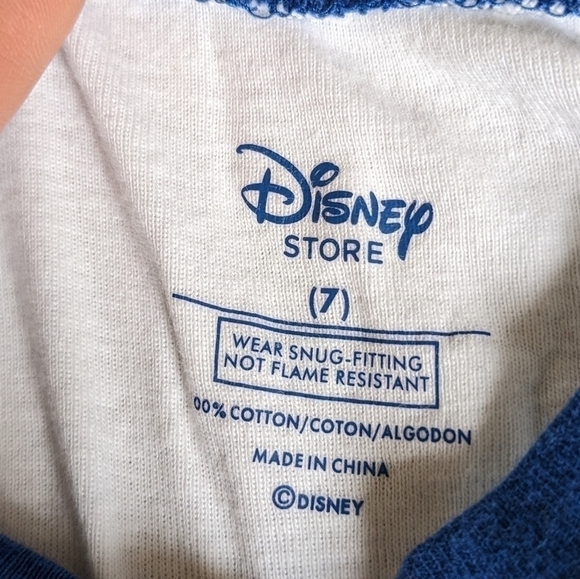 Disney
STORE
(7)
WEAR SNUG-FITTING
NOT FLAME RESISTANT
00% COTTON/COTON/ALGODON
MADE IN CHINA
©DISNEY